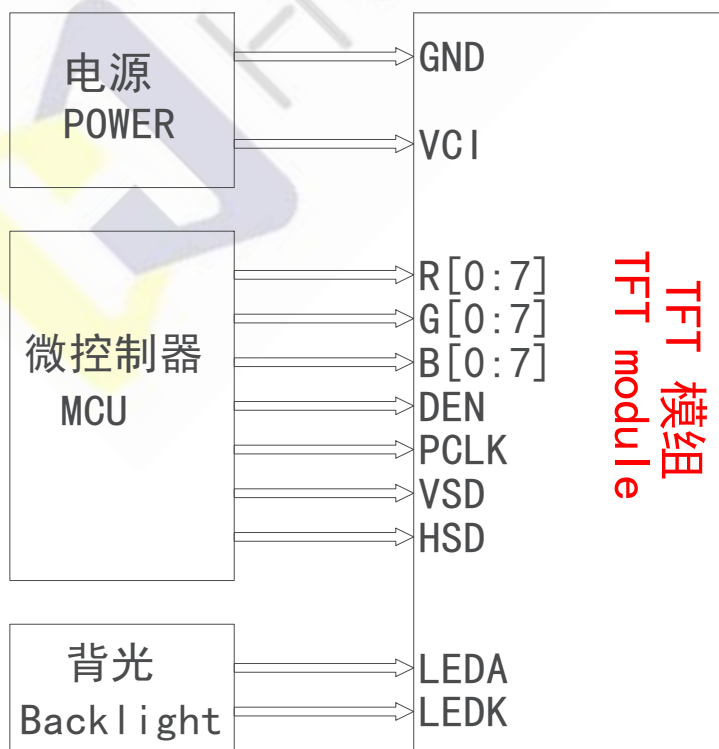 电源
POWER
GND
VCI
微控制器
MCU
R[0:7]
G[0:7]
B[0:7]
DEN
PCLK
VSD
HSD
背光
Backlight
LEDA
LEDK
TFT 模组
TFT module